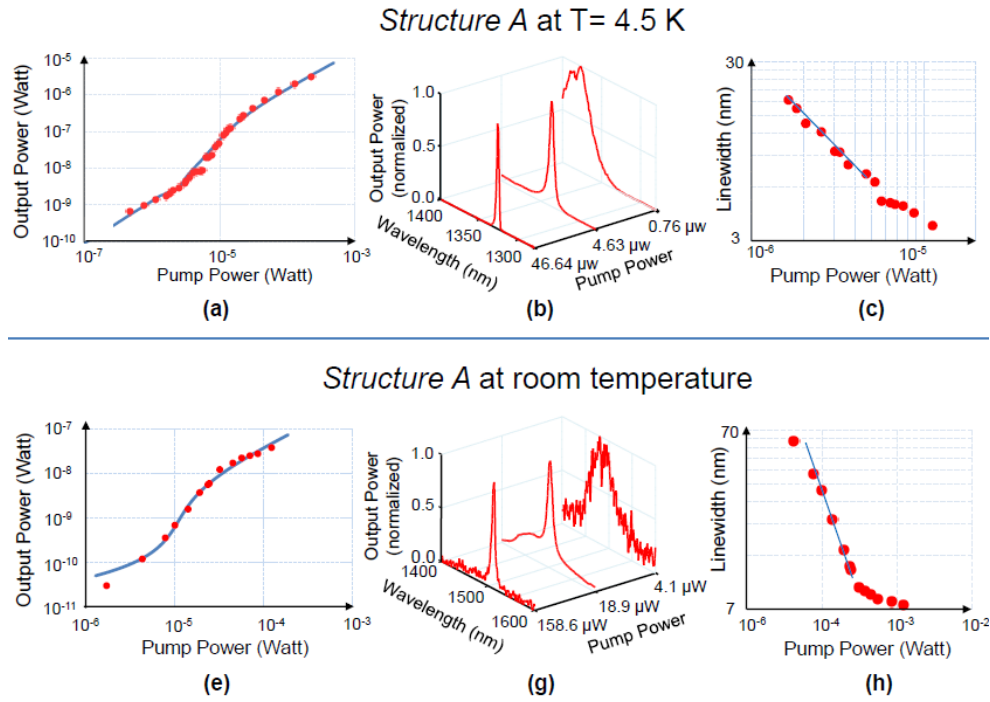 Structure A at T= 4.5 K
Output Power (Watt)
10-5
10-6
10-7
10-8
10-9
10-10
10-7
10-5
10-3
Pump Power (Watt)
(a)
Output Power
(normalized)
1.0
0.5
0.0
1400
1350
1300
Wavelength (nm)
46.64 μw
4.63 μw
0.76 μw
Pump Power
(b)
Linewidth (nm)
30
3
10-6
10-5
Pump Power (Watt)
(c)
Structure A at room temperature
Output Power (Watt)
10-7
10-8
10-9
10-10
10-11
10-6
10-5
10-4
10-3
Pump Power (Watt)
(e)
Output Power
(normalized)
1.0
0.5
0.0
1400
1500
1600
Wavelength (nm)
158.6 μW
18.9 μW
4.1 μW
Pump Power
(g)
Linewidth (nm)
70
7
10-6
10-4
10-3
10-2
Pump Power (Watt)
(h)